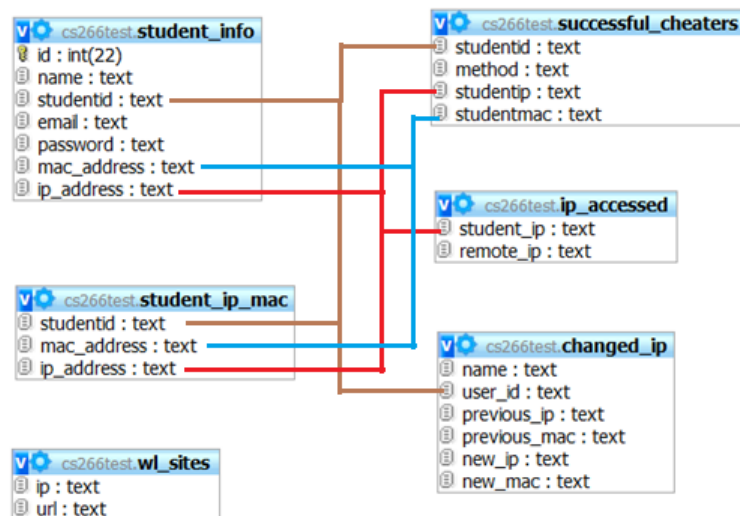 cs266test.student_info
id : int(22)
name : text
studentid : text
email : text
password : text
mac_address : text
ip_address : text
cs266test.successful_cheaters
studentid : text
method : text
studentip : text
studentmac : text
cs266test.ip_accessed
student_ip : text
remote_ip : text
cs266test.student_ip_mac
studentid : text
mac_address : text
ip_address : text
cs266test.changed_ip
name : text
user_id : text
previous_ip : text
previous_mac : text
new_ip : text
new_mac : text
cs266test.wl_sites
ip : text
url : text